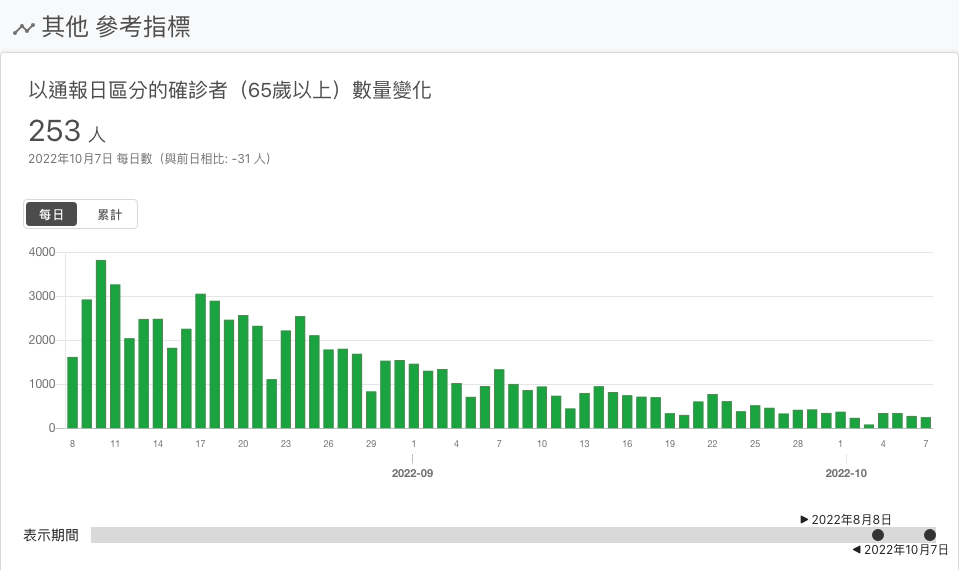 其他 參考指標
以通報日區分的確診者（65歲以上）數量變化
253 人
2022年10月7日 每日數（與前日相比: -31 人）
每日 累計
4000
3000
2000
1000
0
8 11 14 17 20 23 26 29 1 4 7 10 13 16 19 22 25 28 1 4 7
2022-09 2022-10
▶ 2022年8月8日
表示期間
◀ 2022年10月7日